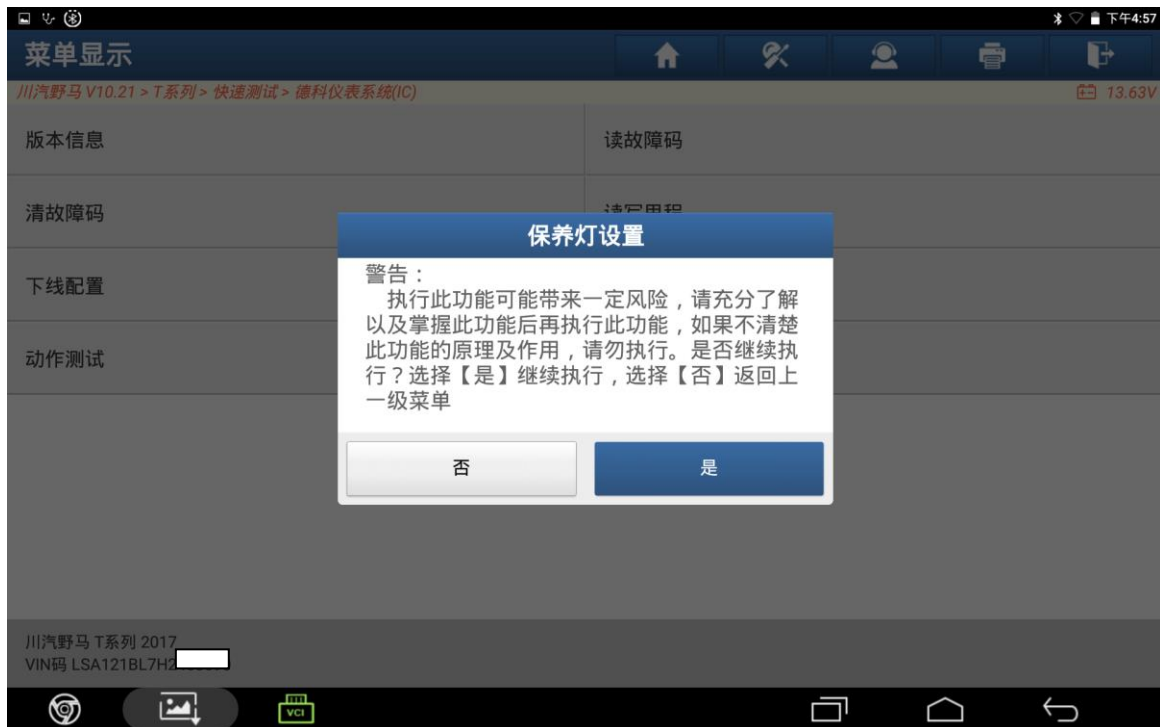 下午4:57
菜单显示
川汽野马 V10.21 > T系列 > 快速测试 > 德科仪表系统(IC)
13.63V
版本信息
读故障码
清故障码
读写里程
保养灯设置
下线配置
动作测试
警告：
执行此功能可能带来一定风险，请充分了解
以及掌握此功能后再执行此功能，如果不清楚
此功能的原理及作用，请勿执行。是否继续执
行？选择【是】继续执行，选择【否】返回上
一级菜单
否
是
川汽野马 T系列 2017
VIN码 LSA121BL7H2
VCI